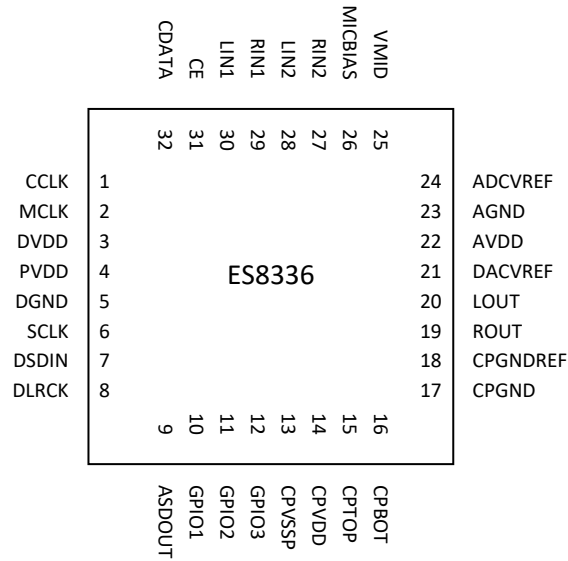 CDATA CE LIN1 RIN1 LIN2 RIN2 MICBIAS VMID
32 31 30 29 28 27 26 25
CCLK 1 24 ADCVREF
MCLK 2 23 AGND
DVDD 3 22 AVDD
PVDD 4 21 DACVREF
ES8336
DGND 5 20 LOUT
SCLK 6 19 ROUT
DSDIN 7 18 CPGNDREF
DLRCK 8 17 CPGND
9 10 11 12 13 14 15 16
ASDOUT GPIO1 GPIO2 GPIO3 CPVSSP CPVDD CPTOP CPBOT